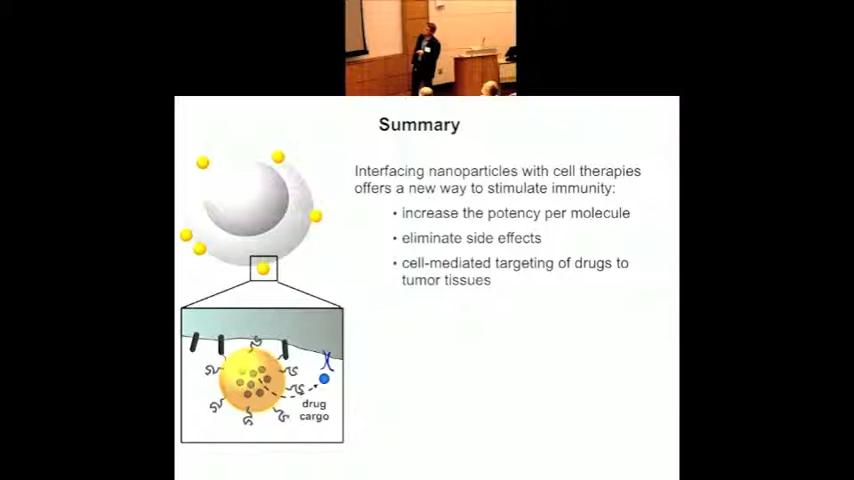 Summary
Interfacing nanoparticles with cell therapies
offers a new way to stimulate immunity:
• increase the potency per molecule
• eliminate side effects
• cell-mediated targeting of drugs to
tumor tissues
drug
cargo